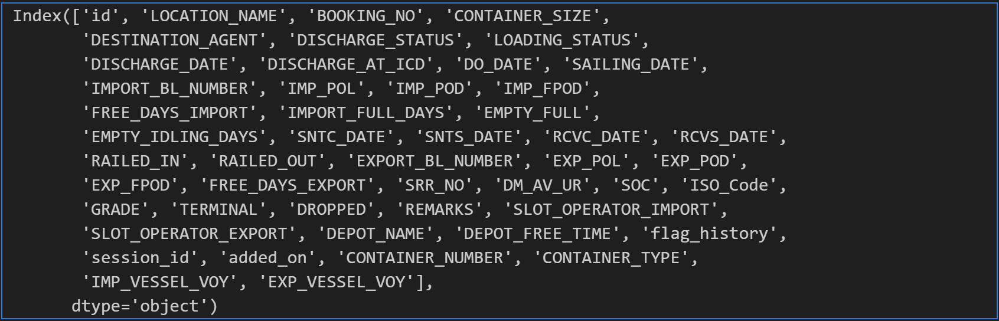 Index(['id', 'LOCATION_NAME', 'BOOKING_NO', 'CONTAINER_SIZE',
'DESTINATION_AGENT', 'DISCHARGE_STATUS', 'LOADING_STATUS',
'DISCHARGE_DATE', 'DISCHARGE_AT_ICD', 'DO_DATE', 'SAILING_DATE',
'IMPORT_BL_NUMBER', 'IMP_POL', 'IMP_POD', 'IMP_FPOD',
'FREE_DAYS_IMPORT', 'IMPORT_FULL_DAYS', 'EMPTY_FULL',
'EMPTY_IDLING_DAYS', 'SNTC_DATE', 'SNTS_DATE', 'RCVC_DATE', 'RCVS_DATE',
'RAILED_IN', 'RAILED_OUT', 'EXPORT_BL_NUMBER', 'EXP_POL', 'EXP_POD',
'EXP_FPOD', 'FREE_DAYS_EXPORT', 'SRR_NO', 'DM_AV_UR', 'SOC', 'ISO_Code',
'GRADE', 'TERMINAL', 'DROPPED', 'REMARKS', 'SLOT_OPERATOR_IMPORT',
'SLOT_OPERATOR_EXPORT', 'DEPOT_NAME', 'DEPOT_FREE_TIME', 'flag_history',
'session_id', 'added_on', 'CONTAINER_NUMBER', 'CONTAINER_TYPE',
'IMP_VESSEL_VOY', 'EXP_VESSEL_VOY'],
dtype='object')